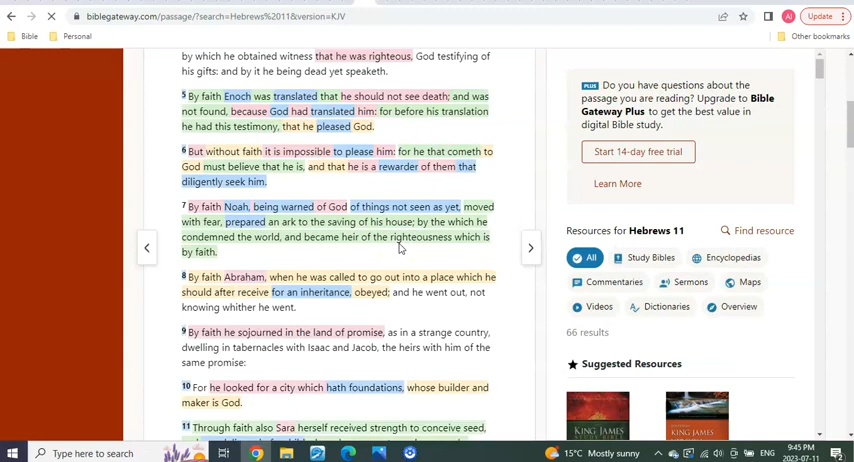 biblegateway.com/passage/?search=Hebrews%2011&version=KJV
AI
Update
Bible
Personal
Other bookmarks
by which he obtained witness that he was righteous, God testifying of
his gifts: and by it he being dead yet speaketh.
5 By faith Enoch was translated that he should not see death; and was
not found, because God had translated him: for before his translation
he had this testimony, that he pleased God.
6 But without faith it is impossible to please him: for he that cometh to
God must believe that he is, and that he is a rewarder of them that
diligently seek him.
7 By faith Noah, being warned of God of things not seen as yet, moved
with fear, prepared an ark to the saving of his house; by the which he
condemned the world, and became heir of the righteousness which is
by faith.
8 By faith Abraham, when he was called to go out into a place which he
should after receive for an inheritance, obeyed; and he went out, not
knowing whither he went.
9 By faith he sojourned in the land of promise, as in a strange country,
dwelling in tabernacles with Isaac and Jacob, the heirs with him of the
same promise:
10 For he looked for a city which hath foundations, whose builder and
maker is God.
11 Through faith also Sara herself received strength to conceive seed,
PLUS Do you have questions about the
passage you are reading? Upgrade to Bible
Gateway Plus to get the best value in
digital Bible study.
Start 14-day free trial
Learn More
Resources for Hebrews 11
Find resource
All
Study Bibles
Encyclopedias
Commentaries
Sermons
Maps
Videos
Dictionaries
Overview
66 results
Suggested Resources
KING JAMES
KING JAMES
Type here to search
15°C Mostly sunny
ENG
9:45 PM
2023-07-11
2